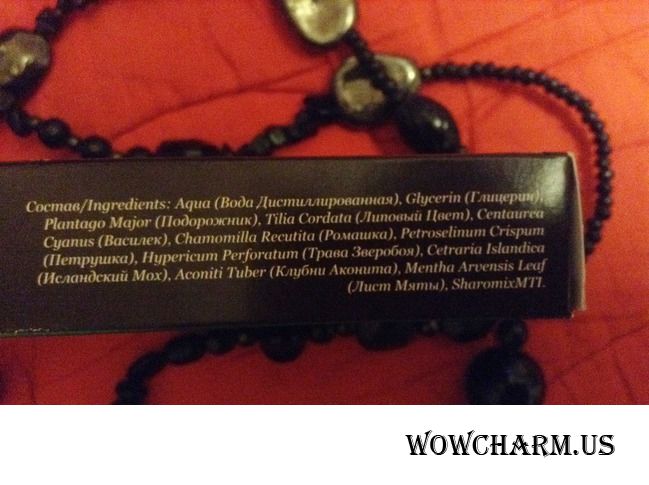 Состав/Ingredients: Aqua (Вода Дистиллированная), Glycerin (Глицерин),
Plantago Major (Подорожник), Tilia Cordata (Липовый Цвет), Centaurea
Cyanus (Василек), Chamomilla Recutita (Ромашка), Petroselinum Crispum
(Петрушка), Hypericum Perforatum (Трава Зверобоя), Cetraria Islandica
(Исландский Мох), Aconiti Tuber (Клубни Аконита), Mentha Arvensis Leaf
(Лист Мяты), SharomixMTI.
WOWCHARM.US